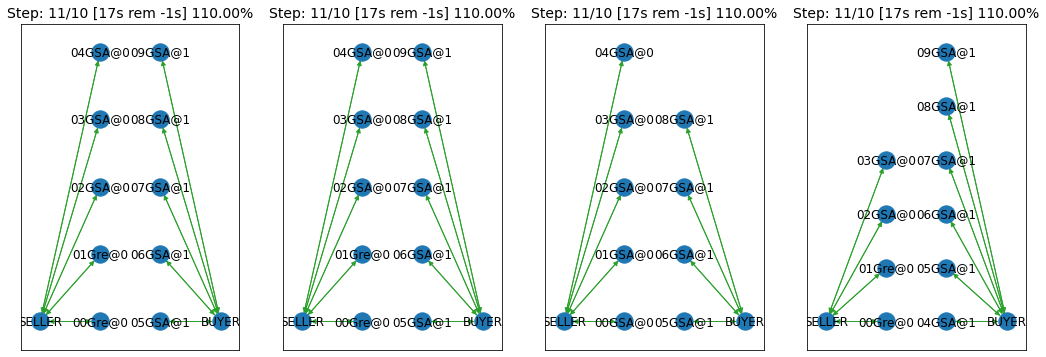 Step: 11/10 [17s rem -1s] 110.00%
04GSA@0 09GSA@1
03GSA@0 08GSA@1
02GSA@0 07GSA@1
01Gre@0 06GSA@1
SELLER 00Gre@0 05GSA@1 BUYER
Step: 11/10 [17s rem -1s] 110.00%
04GSA@0 09GSA@1
03GSA@0 08GSA@1
02GSA@0 07GSA@1
01Gre@0 06GSA@1
SELLER 00Gre@0 05GSA@1 BUYER
Step: 11/10 [17s rem -1s] 110.00%
04GSA@0
03GSA@0 08GSA@1
02GSA@0 07GSA@1
01GSA@0 06GSA@1
SELLER 00GSA@0 05GSA@1 BUYER
Step: 11/10 [17s rem -1s] 110.00%
09GSA@1
08GSA@1
03GSA@0 07GSA@1
02GSA@0 06GSA@1
01Gre@0 05GSA@1
SELLER 00Gre@0 04GSA@1 BUYER